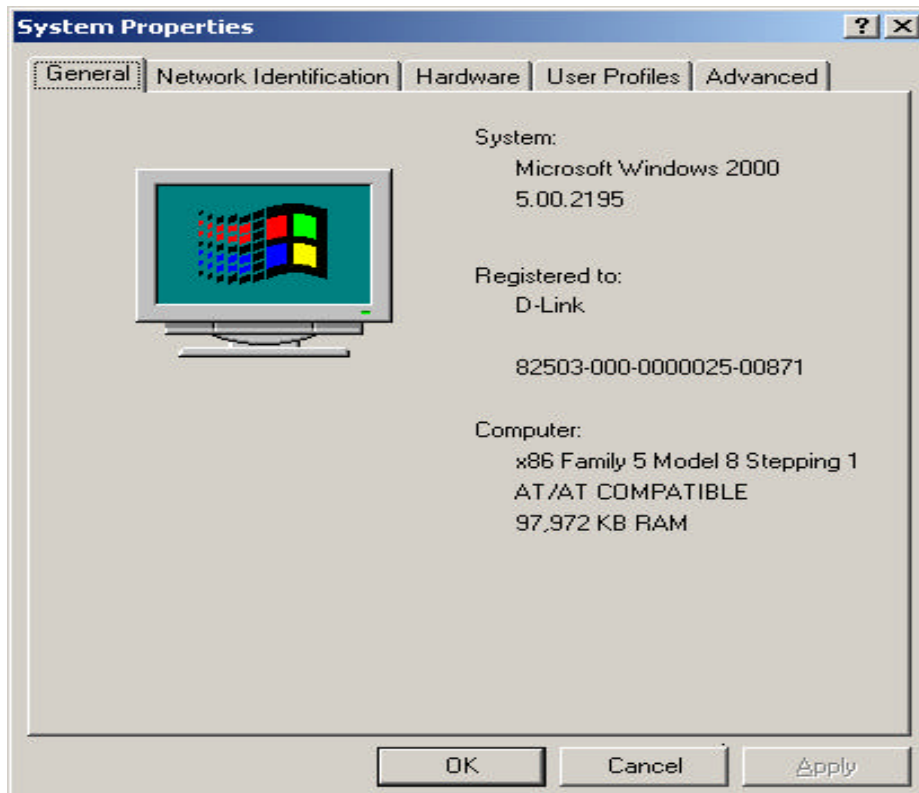 System Properties
General Network Identification Hardware User Profiles Advanced
System:
Microsoft Windows 2000
5.00.2195
Registered to:
D-Link
82503-000-0000025-00871
Computer:
x86 Family 5 Model 8 Stepping 1
AT/AT COMPATIBLE
97,972 KB RAM
OK Cancel Apply